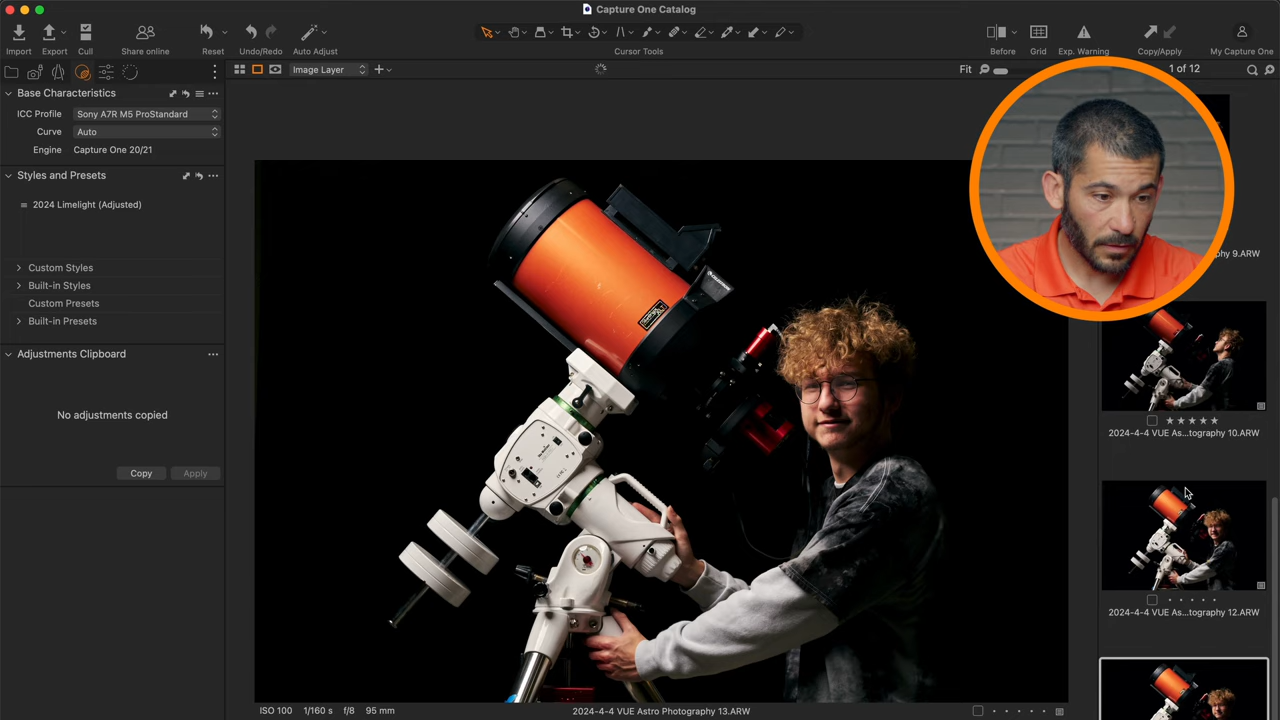 Capture One Catalog
Import
Export
Cull
Share online
Reset
Undo/Redo
Auto Adjust
Cursor Tools
Before
Grid
Exp. Warning
Copy/Apply
My Capture One
Image Layer
Fit
1 of 12
Base Characteristics
ICC Profile
Sony A7R M5 ProStandard
Curve
Auto
Engine
Capture One 20/21
Styles and Presets
2024 Limelight (Adjusted)
Custom Styles
Built-in Styles
Custom Presets
Built-in Presets
Adjustments Clipboard
No adjustments copied
Copy
Apply
phy 9.ARW
2024-4-4 VUE As...tography 10.ARW
2024-4-4 VUE As...tography 12.ARW
ISO 100
1/160 s
f/8
95 mm
2024-4-4 VUE Astro Photography 13.ARW